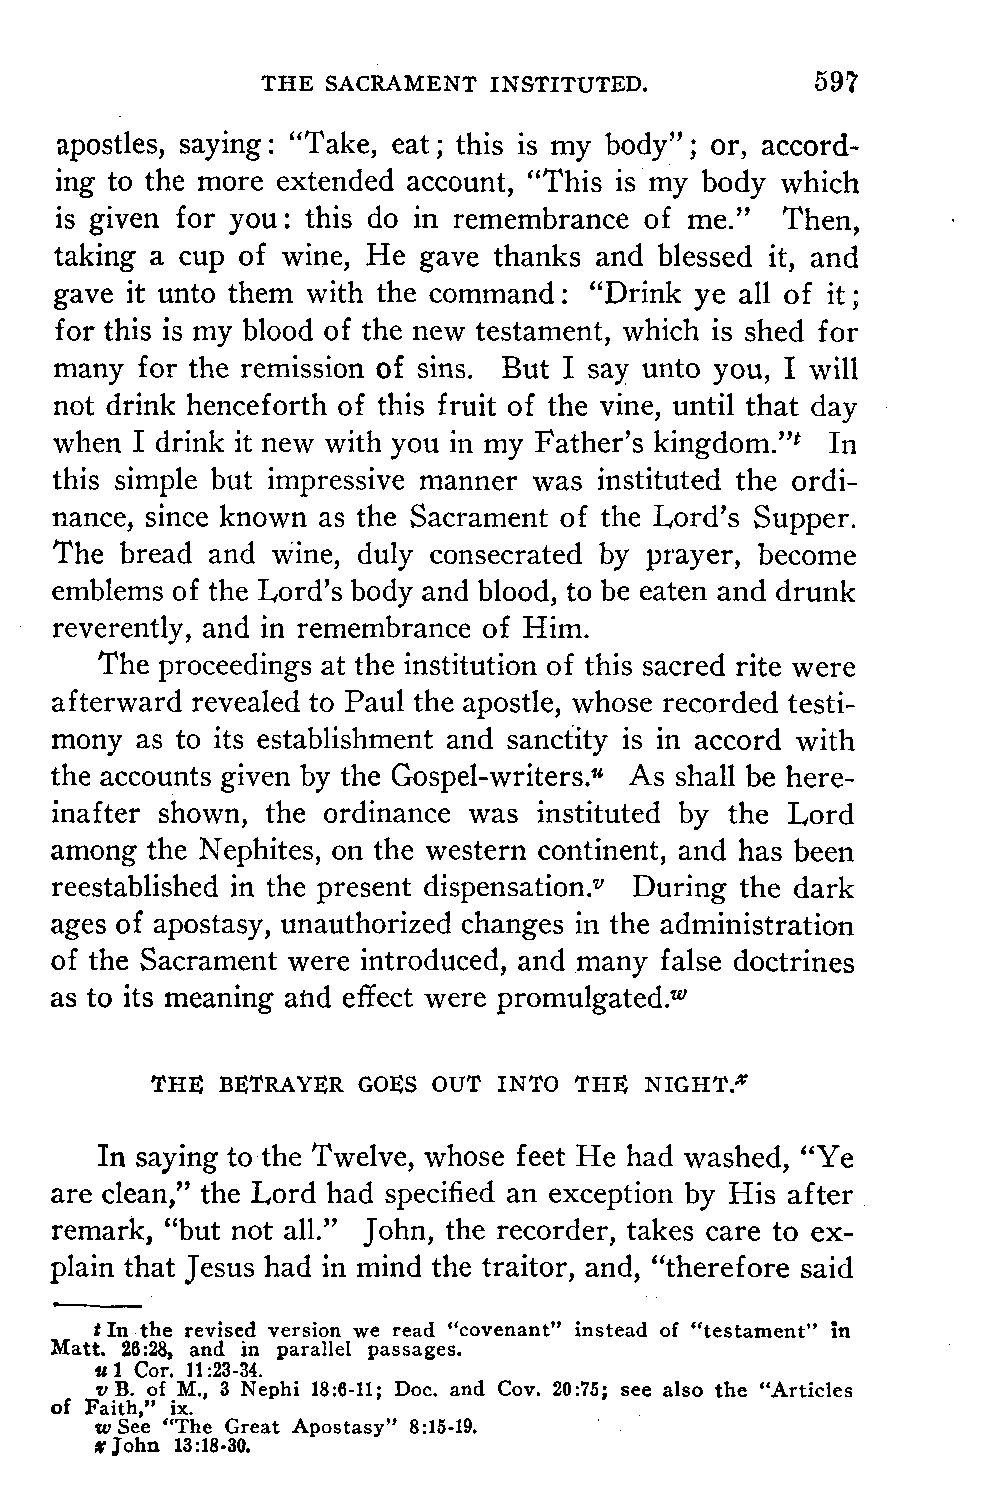 THE SACRAMENT INSTITUTED. 597
apostles, saying: “Take, eat; this is my body”; or, accord-
ing to the more extended account, “This is my body which
is given for you: this do in remembrance of me.” Then,
taking a cup of wine, He gave thanks and blessed it, and
gave it unto them with the command: “Drink ye all of it;
for this is my blood of the new testament, which is shed for
many for the remission of sins. But I say unto you, I will
not drink henceforth of this fruit of the vine, until that day
when I drink it new with you in my Father’s kingdom.”t In
this simple but impressive manner was instituted the ordi-
nance, since known as the Sacrament of the Lord’s Supper.
The bread and wine, duly consecrated by prayer, become
emblems of the Lord’s body and blood, to be eaten and drunk
reverently, and in remembrance of Him.
The proceedings at the institution of this sacred rite were
afterward revealed to Paul the apostle, whose recorded testi-
mony as to its establishment and sanctity is in accord with
the accounts given by the Gospel-writers.u As shall be here-
inafter shown, the ordinance was instituted by the Lord
among the Nephites, on the western continent, and has been
reestablished in the present dispensation.v During the dark
ages of apostasy, unauthorized changes in the administration
of the Sacrament were introduced, and many false doctrines
as to its meaning and effect were promulgated.w
THE BETRAYER GOES OUT INTO THE NIGHT.x
In saying to the Twelve, whose feet He had washed, “Ye
are clean,” the Lord had specified an exception by His after
remark, “but not all.” John, the recorder, takes care to ex-
plain that Jesus had in mind the traitor, and, “therefore said
t In the revised version we read “covenant” instead of “testament” in
Matt. 26:28, and in parallel passages.
u 1 Cor. 11:23-34.
v B. of M., 3 Nephi 18:6-11; Doc. and Cov. 20:75; see also the “Articles
of Faith,” ix.
w See “The Great Apostasy” 8:15-19.
x John 13:18-30.